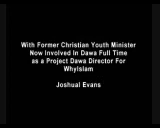 With Former Christian Youth Minister
Now Involved In Dawa Full Time
as a Project Dawa Director For
WhyIslam
Joshual Evans